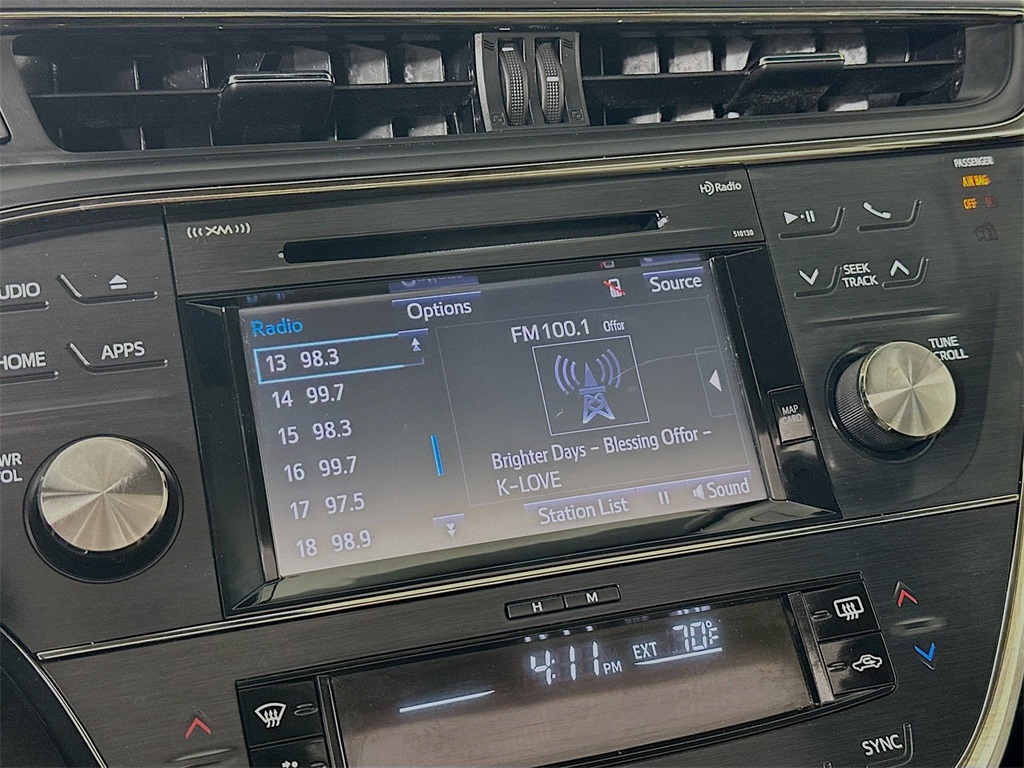 PASSENGER
AIR BAG
OFF
HD Radio
(((XM)))
510130
AUDIO
SEEK
TRACK
HOME
APPS
TUNE
SCROLL
Options
Source
Radio
FM 100.1 Offor
13 98.3
14 99.7
15 98.3
16 99.7
17 97.5
18 98.9
Brighter Days – Blessing Offor –
K-LOVE
Station List
Sound
MAP
CARD
PWR
VOL
H
M
4:11 PM
EXT 70°F
SYNC